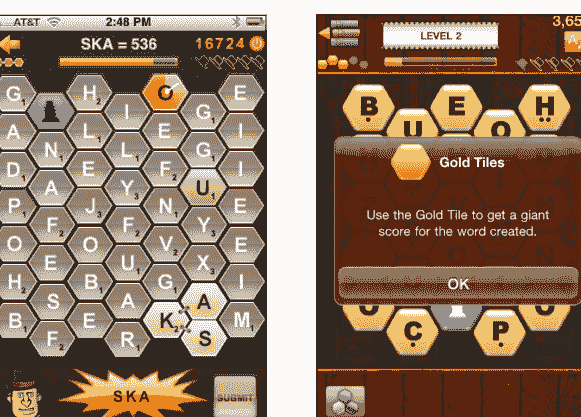 AT&T 2:48 PM
SKA = 536 16724
G H O E
I G
A L E I
N L G
D E F I
A Y U
P J N E
F F Y
O O V E
E U X
H B G I
S A A
B E K M
F R S
SKA SUBMIT
3,65
LEVEL 2
B E H
U O
Gold Tiles
Use the Gold Tile to get a giant
score for the word created.
OK
C P